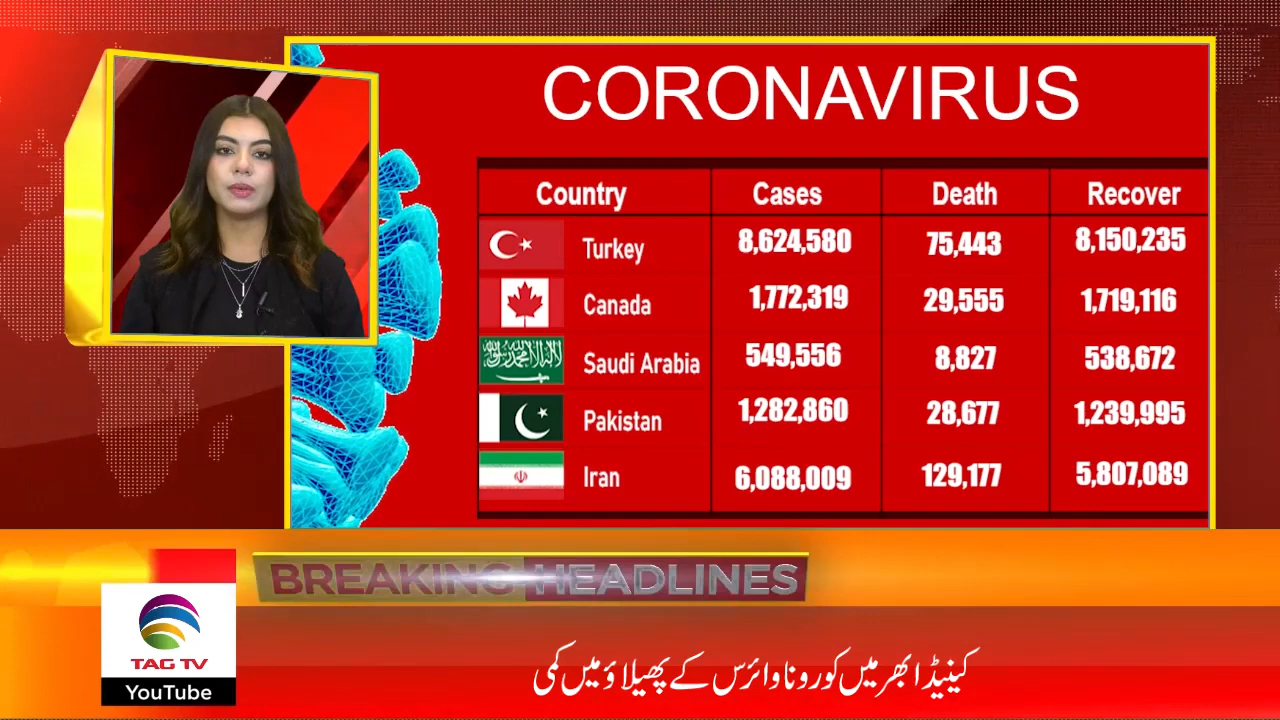 CORONAVIRUS
Country Cases Death Recover
Turkey 8,624,580 75,443 8,150,235
Canada 1,772,319 29,555 1,719,116
Saudi Arabia 549,556 8,827 538,672
Pakistan 1,282,860 28,677 1,239,995
Iran 6,088,009 129,177 5,807,089
BREAKING HEADLINES
TAG TV
YouTube
کینیڈا بھر میں کورونا وائرس کے پھیلاؤ میں کمی